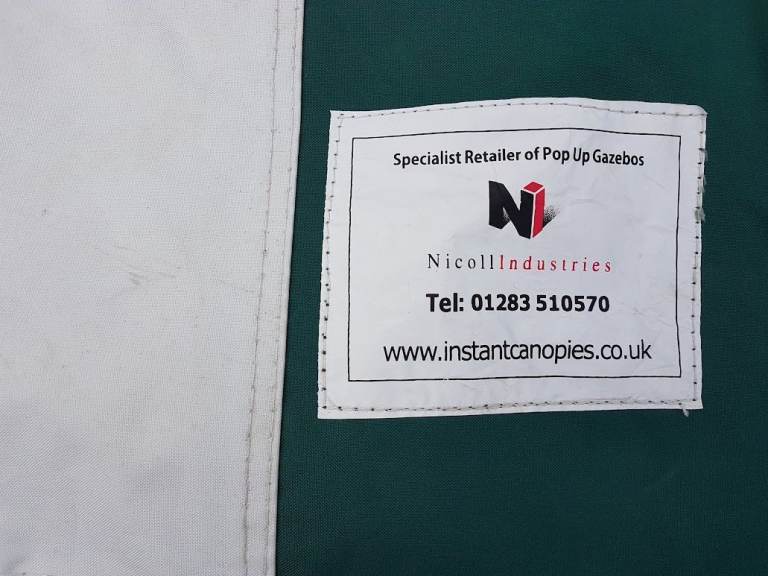 Specialist Retailer of Pop Up Gazebos
NI
NicollIndustries
Tel: 01283 510570
www.instantcanopies.co.uk